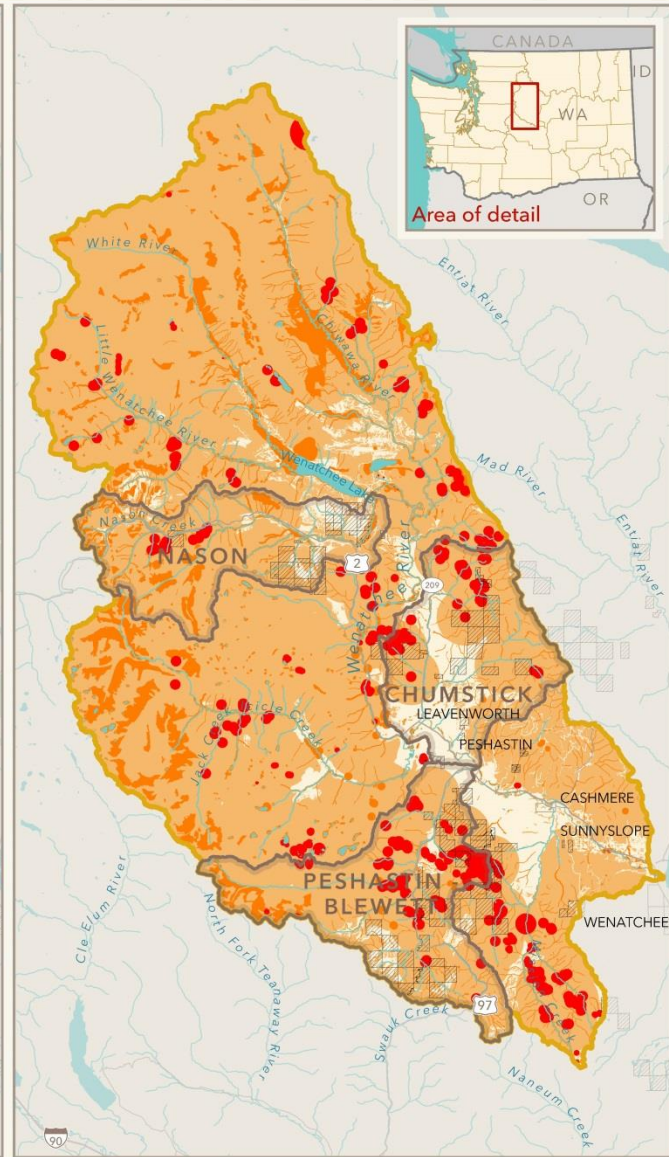 CANADA
ID
WA
OR
Area of detail
White River
Entiat River
Chiwawa River
Little Wenatchee River
Wenatchee Lake
Mad River
Entiat River
Nason Creek
NASON
2
Wenatchee River
209
CHUMSTICK
LEAVENWORTH
PESHASTIN
Icicle Creek
Jack Creek
CASHMERE
SUNNYSLOPE
PESHASTIN
BLEWETT
WENATCHEE
Cle Elum River
North Fork Teanaway River
97
Swauk Creek
Naneum Creek
90